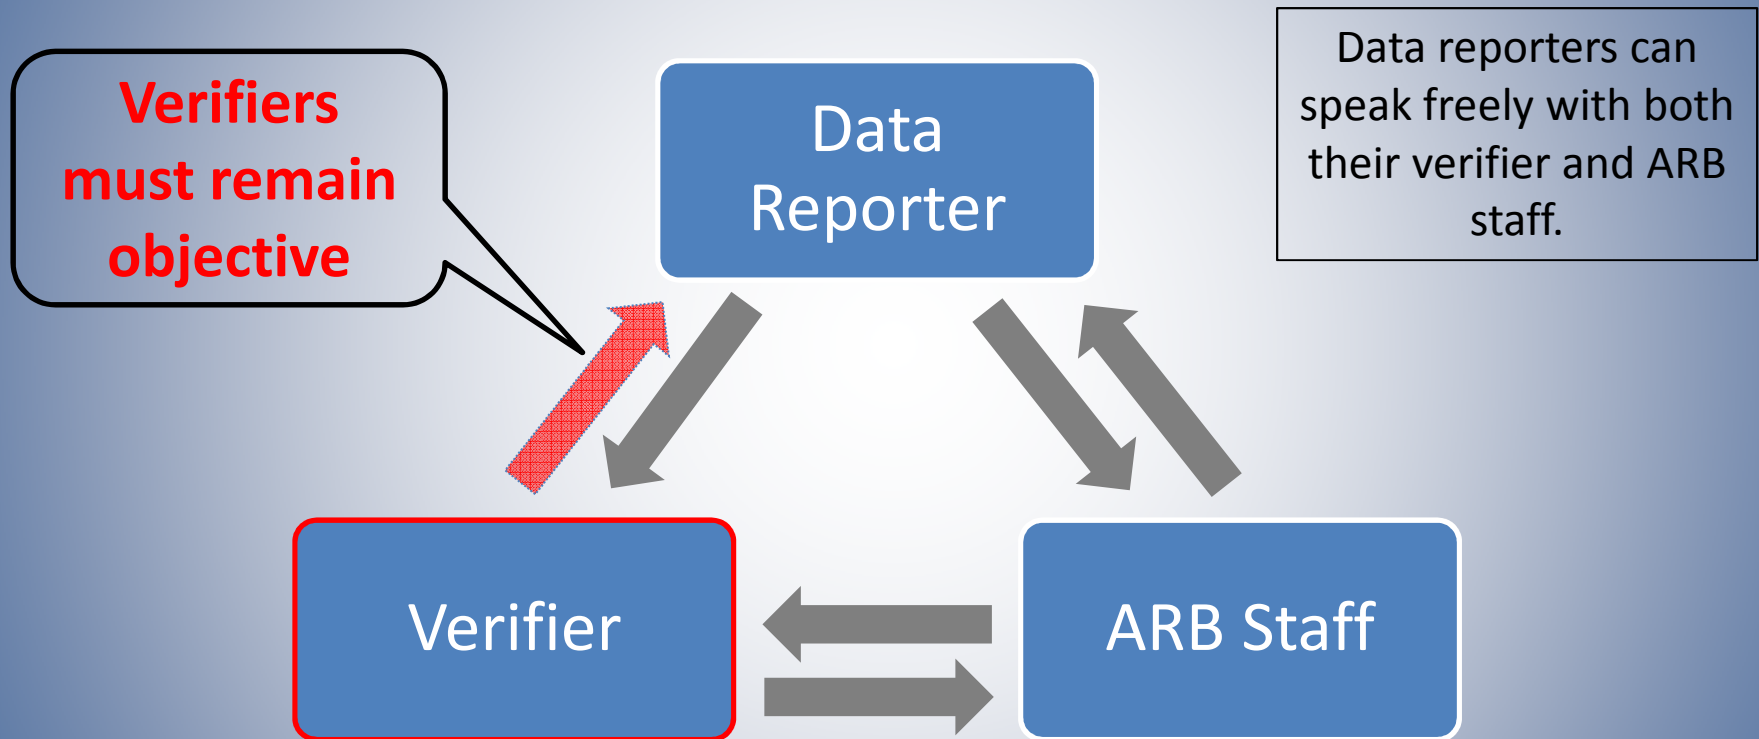 Verifiers
must remain
objective
Data
Reporter
Data reporters can
speak freely with both
their verifier and ARB
staff.
Verifier
ARB Staff